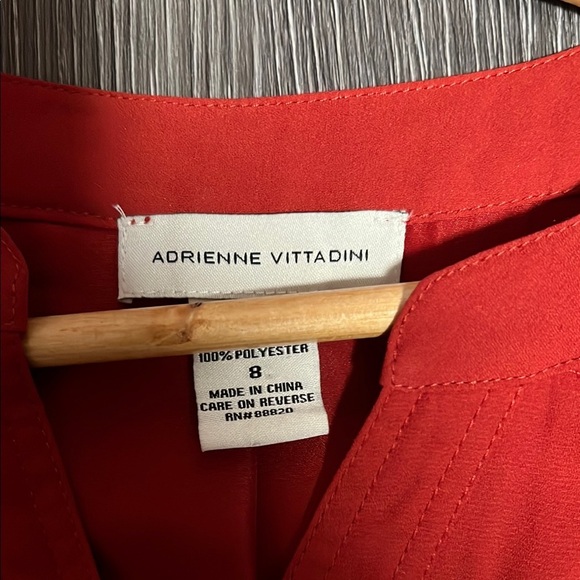 ADRIENNE VITTADINI
100% POLYESTER
8
MADE IN CHINA
CARE ON REVERSE
RN#88820